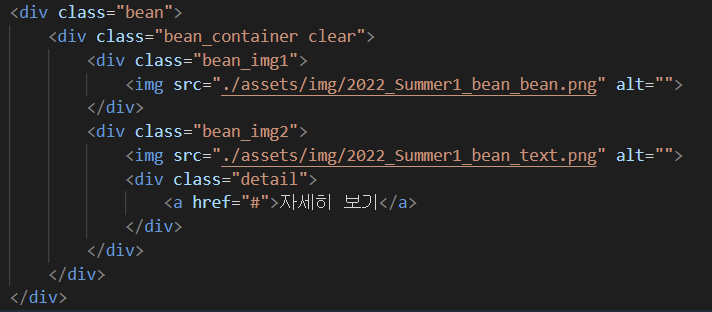 <div class="bean">
    <div class="bean_container clear">
        <div class="bean_img1">
            <img src="./assets/img/2022_Summer1_bean_bean.png" alt="">
        </div>
        <div class="bean_img2">
            <img src="./assets/img/2022_Summer1_bean_text.png" alt="">
            <div class="detail">
                <a href="#">자세히 보기</a>
            </div>
        </div>
    </div>
</div>